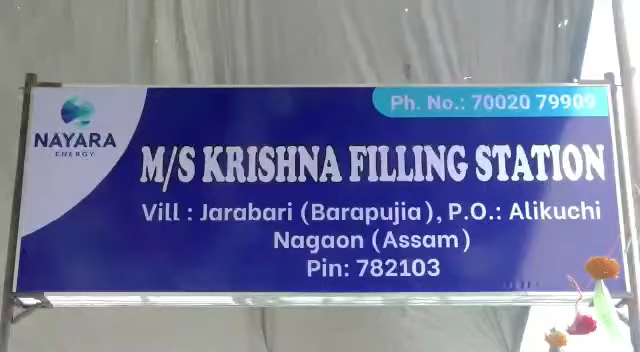 Ph. No.: 70020 79909
NAYARA
ENERGY
M/S KRISHNA FILLING STATION
Vill : Jarabari (Barapujia), P.O.: Alikuchi
Nagaon (Assam)
Pin: 782103